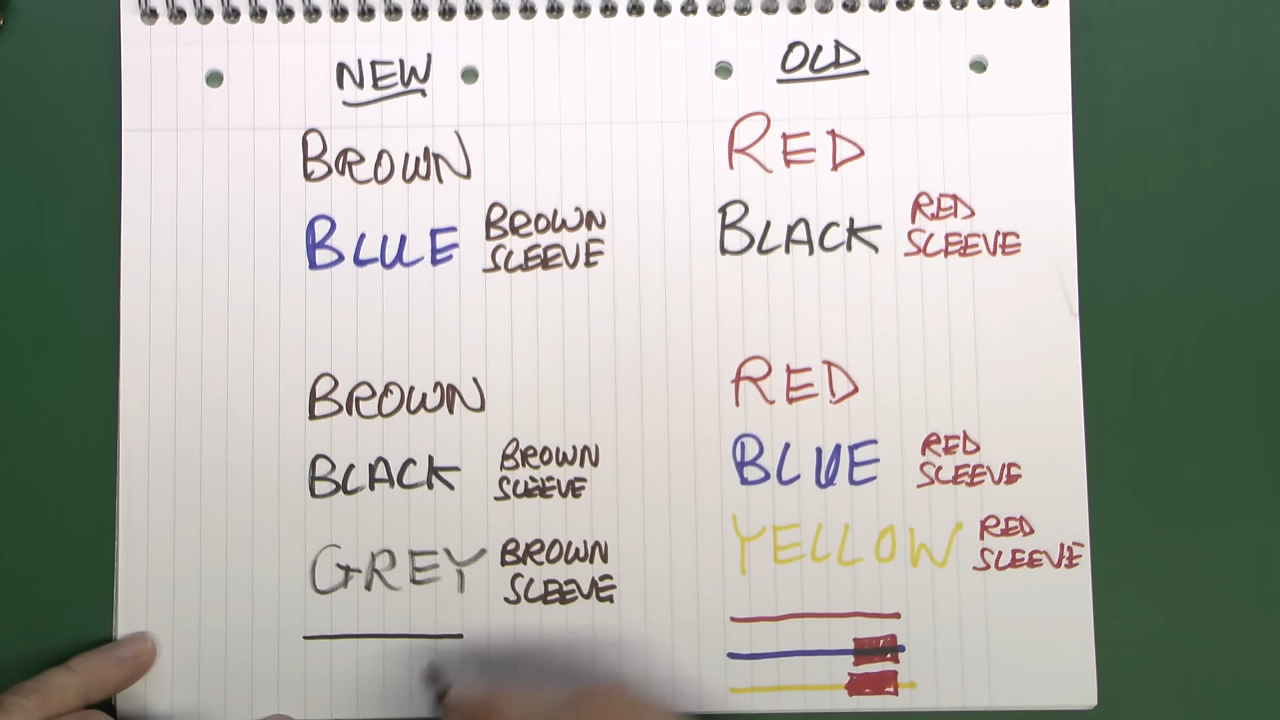 NEW
BROWN
BLUE BROWN
SLEEVE
BROWN
BLACK BROWN
SLEEVE
GREY BROWN
SLEEVE
OLD
RED
BLACK RED
SLEEVE
RED
BLUE RED
SLEEVE
YELLOW RED
SLEEVE